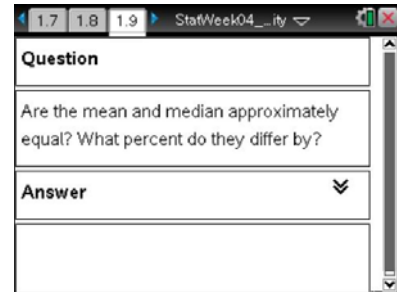 1.7 1.8 1.9 StatWeek04_...ity
Question
Are the mean and median approximately
equal? What percent do they differ by?
Answer